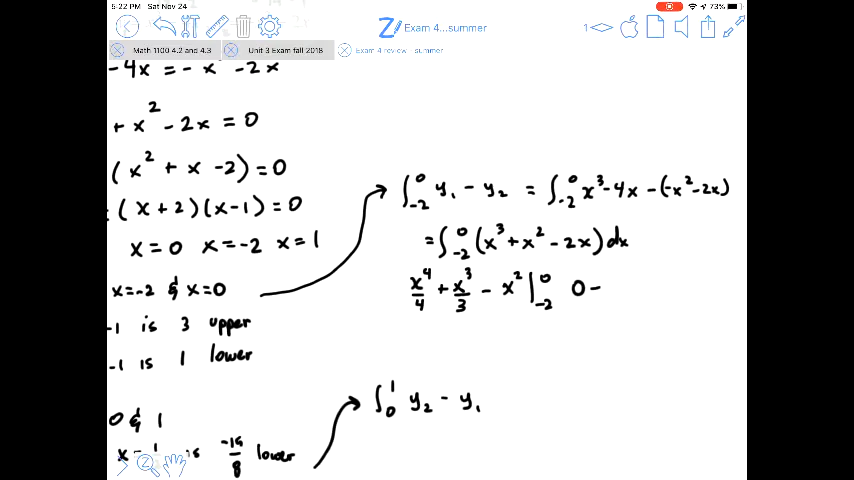 5:22 PM Sat Nov 24
73%
Exam 4...summer
1
Math 1100 4.2 and 4.3
Unit 3 Exam fall 2018
Exam 4 review - summer
-4x = -x² -2x
+ x² - 2x = 0
(x² + x -2) = 0
= (x+2)(x-1) = 0
x=0 x=-2 x=1
x=-2 & x=0
-1 is 3 upper
-1 is 1 lower
∫₋₂⁰ y₁ - y₂ = ∫₋₂⁰ x³-4x-(-x²-2x)
= ∫₋₂⁰ (x³+x²-2x) dx
x⁴/4 + x³/3 - x² |₋₂⁰ 0 -
0 & 1
is -15/8 lower
∫₀¹ y₂ - y₁